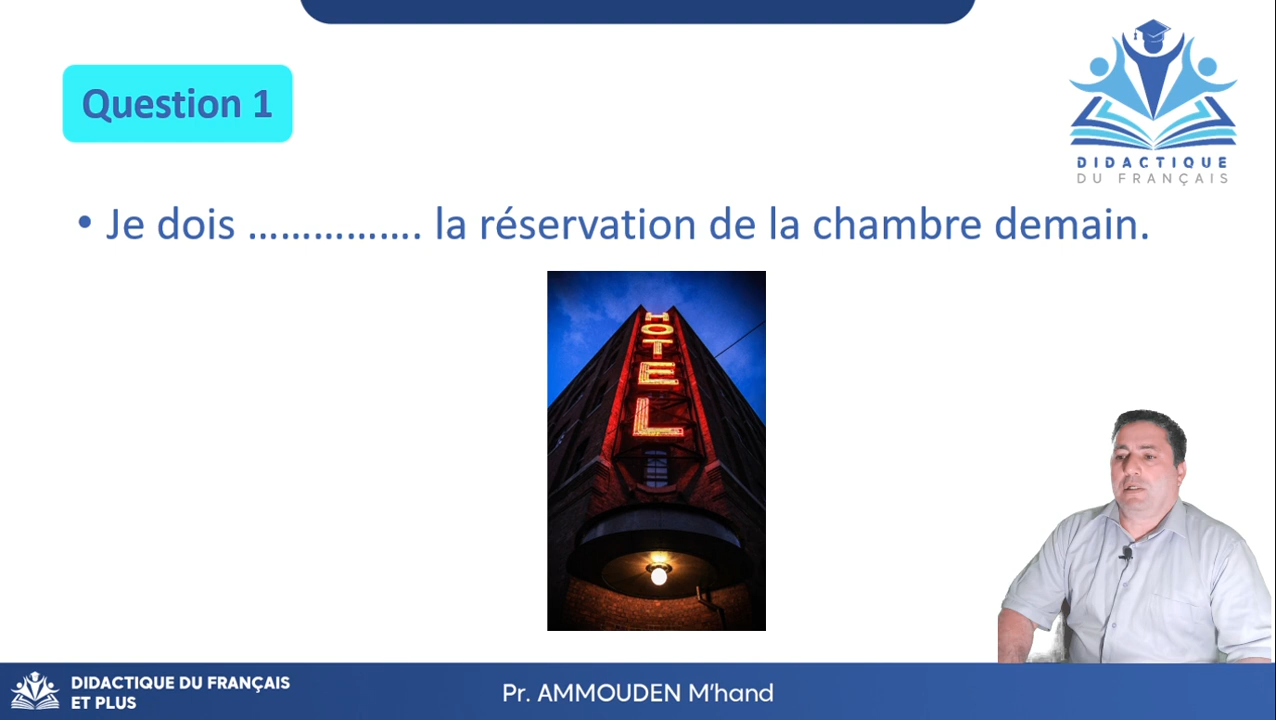 Question 1
DIDACTIQUE
DU FRANÇAIS
• Je dois ................ la réservation de la chambre demain.
HOTEL
DIDACTIQUE DU FRANÇAIS
ET PLUS
Pr. AMMOUDEN M'hand